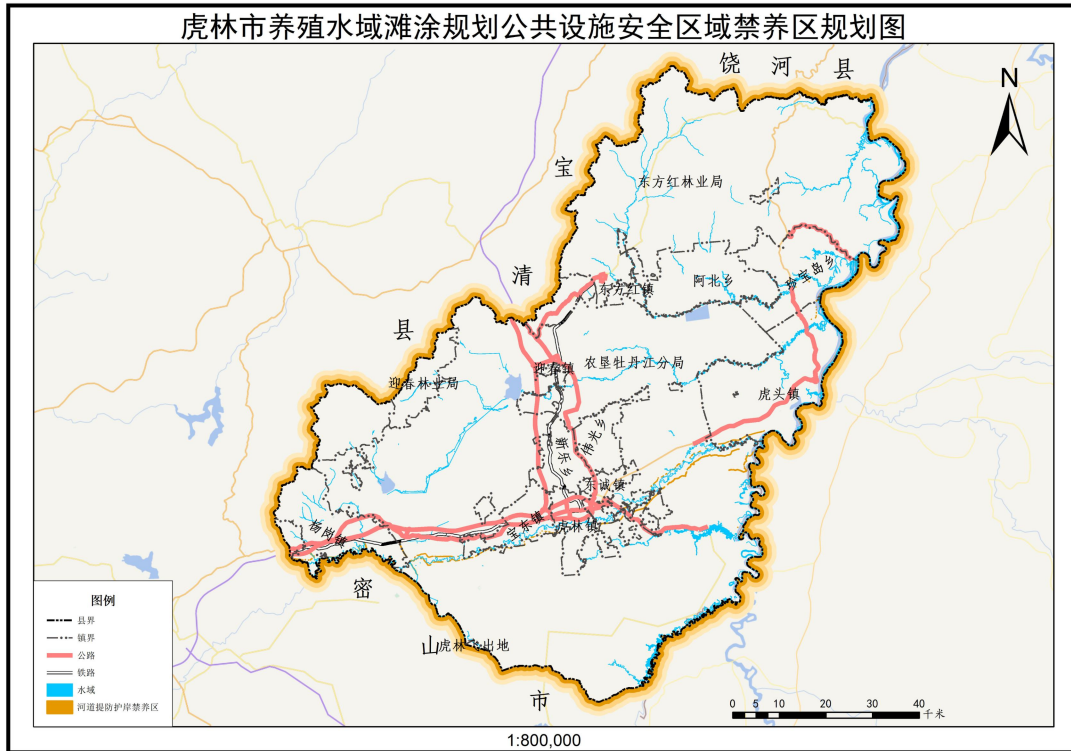 虎林市养殖水域滩涂规划公共设施安全区域禁养区规划图
饶河县
N
宝
清
县
东方红林业局
珍宝岛乡
阿北乡
东方红镇
农垦牡丹江分局
迎春镇
迎春林业局
虎头镇
伟光乡
新乐乡
东诚镇
宝东镇
虎林镇
杨岗镇
密
山
市
图例
县界
镇界
公路
铁路
水域
河道提防护岸禁养区
0 5 10 20 30 40
千米
1:800,000